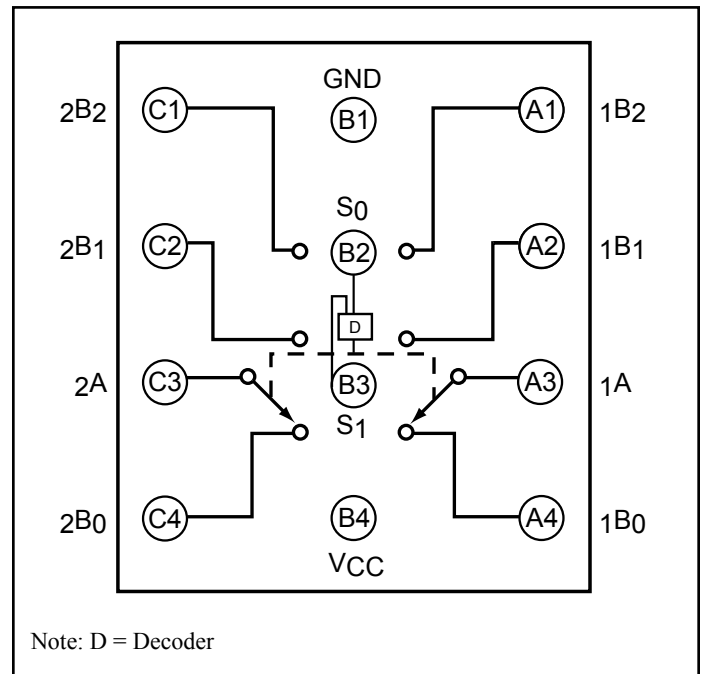 GND
2B2 C1 B1 A1 1B2
S0
2B1 C2 B2 A2 1B1
D
2A C3 B3 A3 1A
S1
2B0 C4 B4 A4 1B0
VCC
Note: D = Decoder